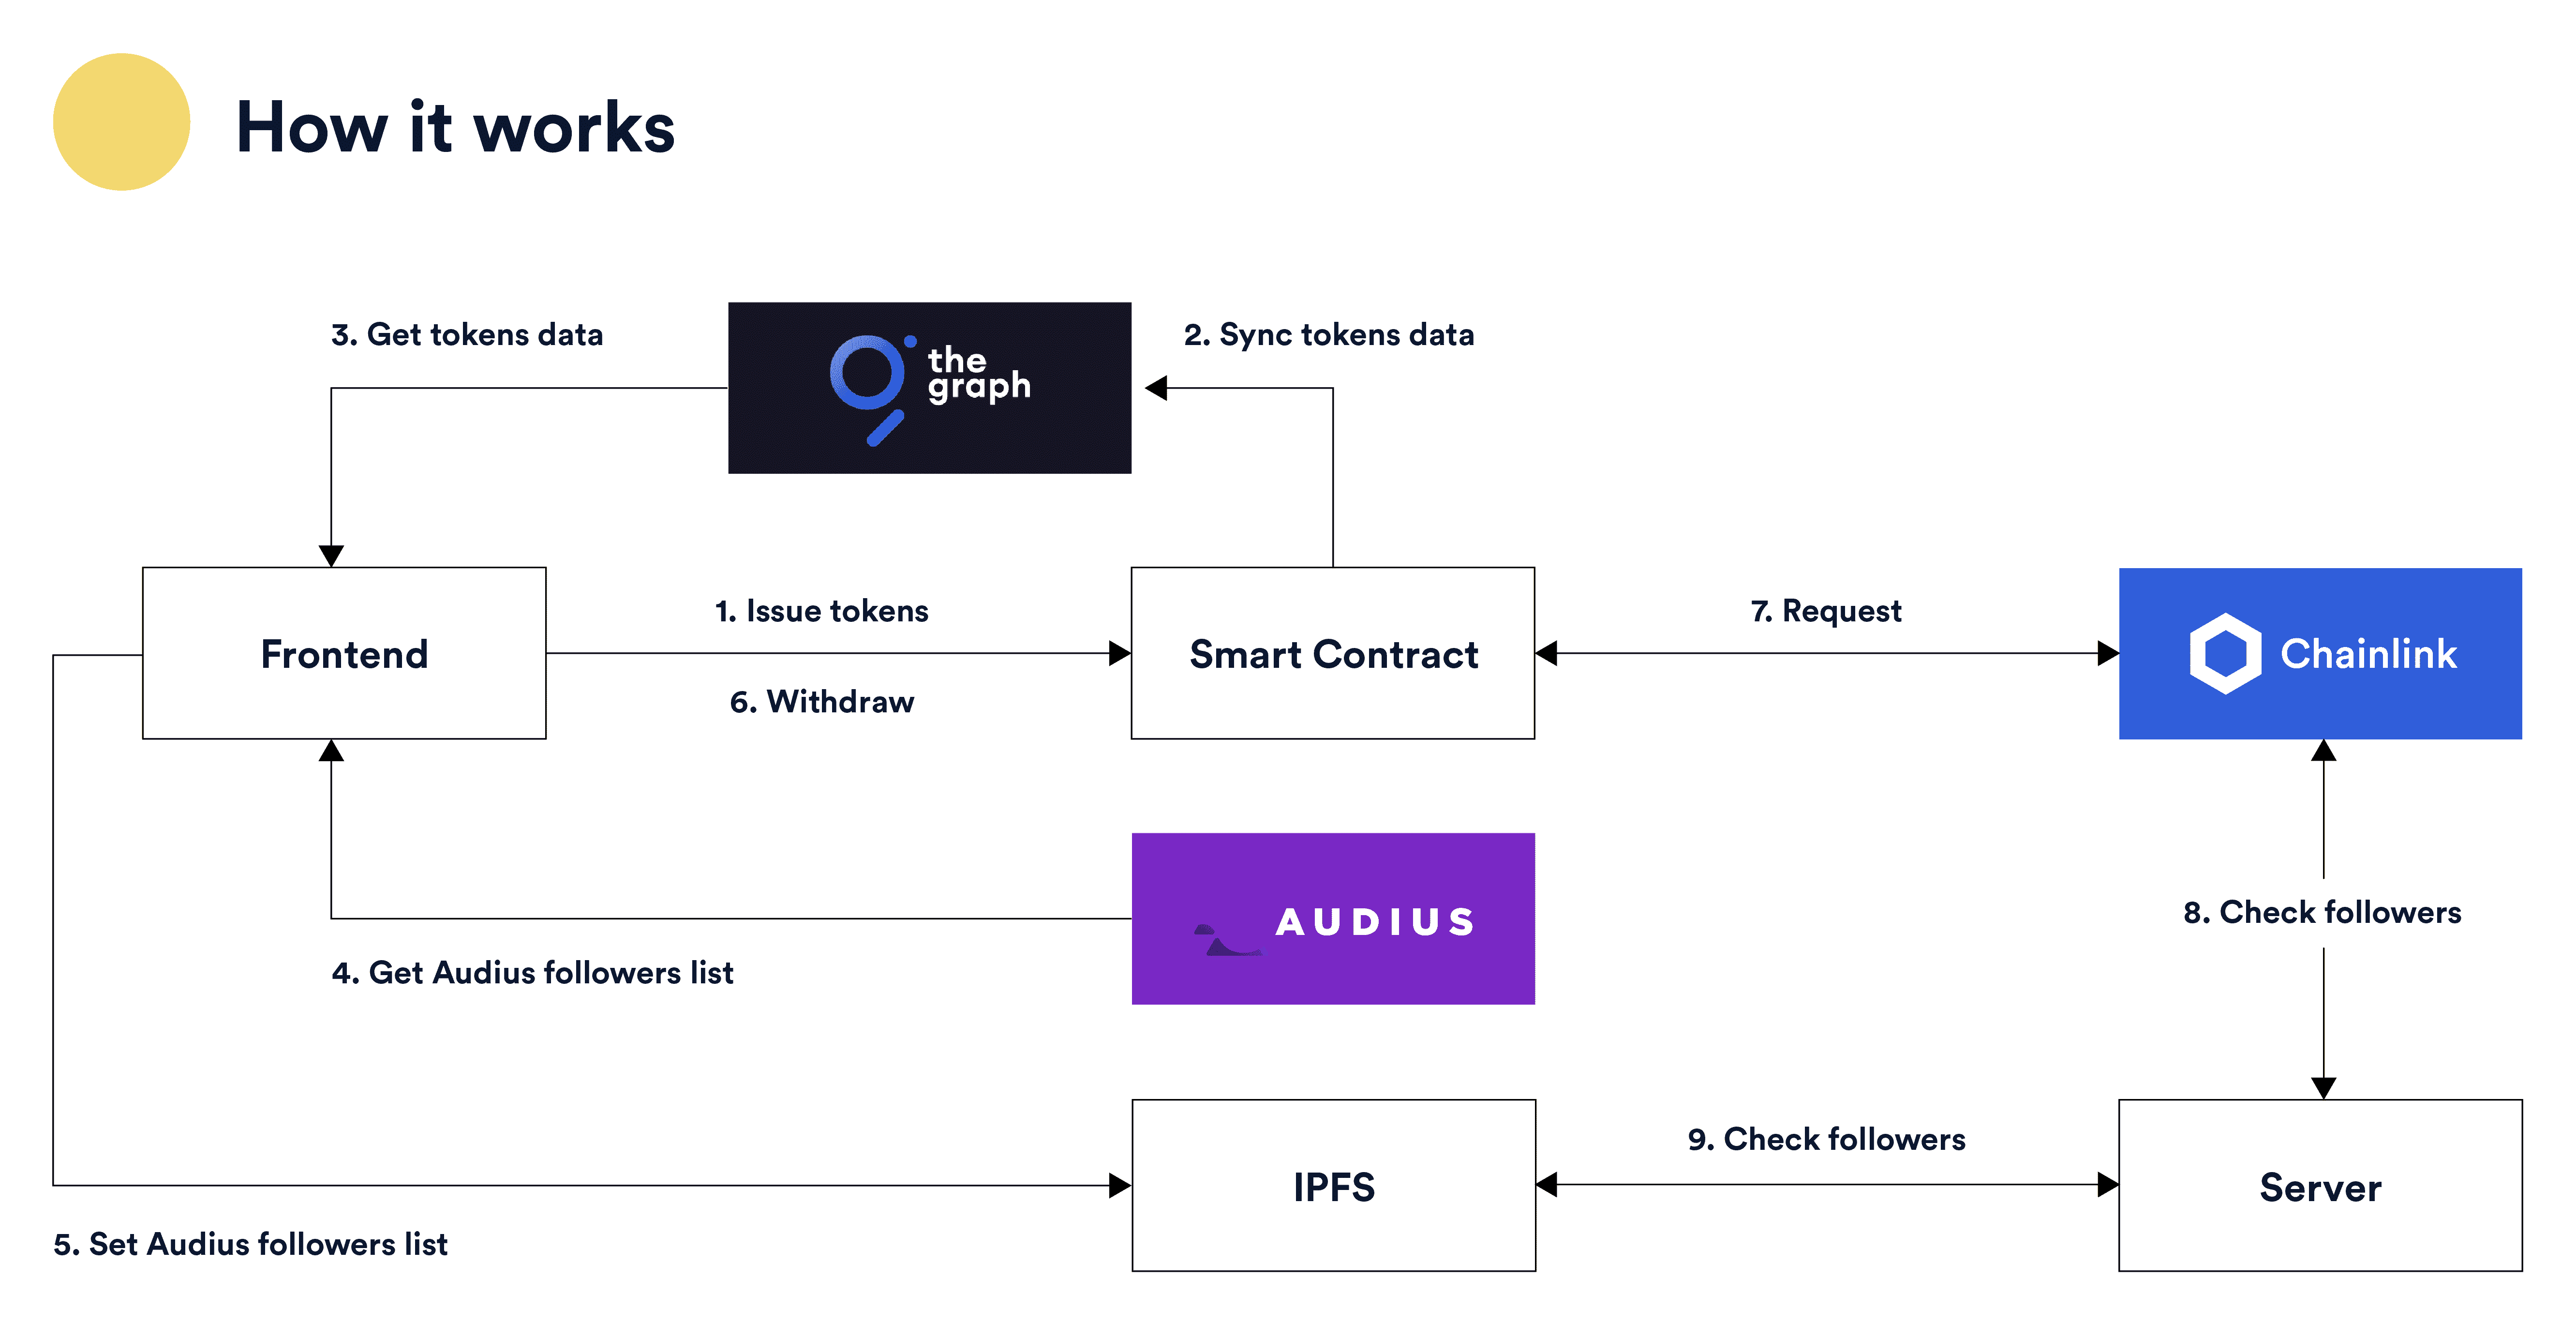 How it works
3. Get tokens data
the
graph
2. Sync tokens data
Frontend
1. Issue tokens
6. Withdraw
Smart Contract
7. Request
Chainlink
4. Get Audius followers list
AUDIUS
8. Check followers
5. Set Audius followers list
IPFS
9. Check followers
Server